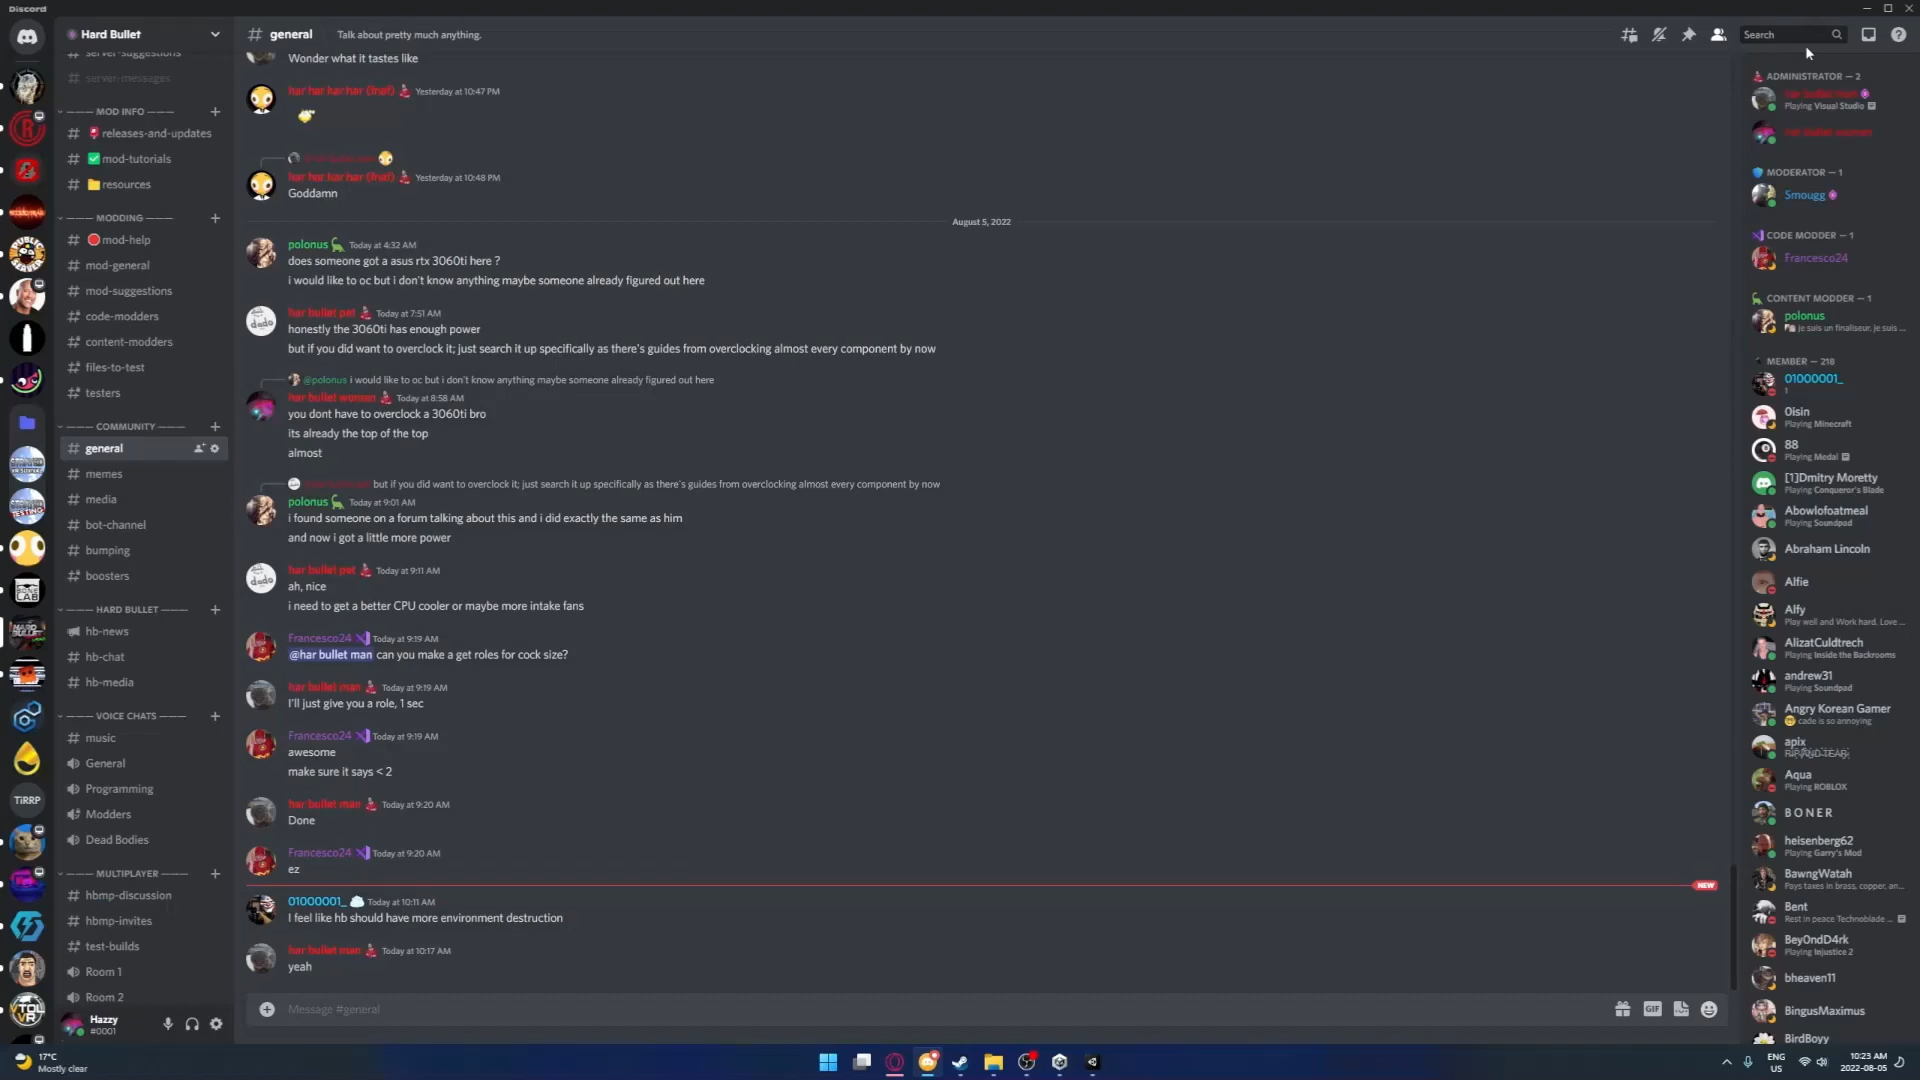 Discord
Hard Bullet
server-suggestions
server-messages
MOD INFO
releases-and-updates
mod-tutorials
resources
MODDING
mod-help
mod-general
mod-suggestions
code-modders
content-modders
files-to-test
testers
COMMUNITY
general
memes
media
bot-channel
bumping
boosters
HARD BULLET
hb-news
hb-chat
hb-media
VOICE CHATS
music
General
Programming
Modders
Dead Bodies
MULTIPLAYER
hbmp-discussion
hbmp-invites
test-builds
Room 1
Room 2
TiRRP
BONE LAB
VTOL VR
Hazzy
#0001
# general
Talk about pretty much anything.
Search
Wonder what it tastes like
har har har har (fnaf) Yesterday at 10:47 PM
har har har har (fnaf) Yesterday at 10:48 PM
Goddamn
August 5, 2022
polonus Today at 4:32 AM
does someone got a asus rtx 3060ti here ?
i would like to oc but i don't know anything maybe someone already figured out here
dodo
har bullet pet Today at 7:51 AM
honestly the 3060ti has enough power
but if you did want to overclock it; just search it up specifically as there's guides from overclocking almost every component by now
@polonus i would like to oc but i don't know anything maybe someone already figured out here
har bullet woman Today at 8:58 AM
you dont have to overclock a 3060ti bro
its already the top of the top
almost
but if you did want to overclock it; just search it up specifically as there's guides from overclocking almost every component by now
polonus Today at 9:01 AM
i found someone on a forum talking about this and i did exactly the same as him
and now i got a little more power
dodo
har bullet pet Today at 9:11 AM
ah, nice
i need to get a better CPU cooler or maybe more intake fans
Francesco24 Today at 9:19 AM
@har bullet man can you make a get roles for cock size?
har bullet man Today at 9:19 AM
I'll just give you a role, 1 sec
Francesco24 Today at 9:19 AM
awesome
make sure it says < 2
har bullet man Today at 9:20 AM
Done
Francesco24 Today at 9:20 AM
ez
NEW
01000001_ Today at 10:11 AM
I feel like hb should have more environment destruction
har bullet man Today at 10:17 AM
yeah
Message #general
GIF
ADMINISTRATOR — 2
har bullet man
Playing Visual Studio
har bullet woman
MODERATOR — 1
Smougg
CODE MODDER — 1
Francesco24
CONTENT MODDER — 1
polonus
je suis un finaliseur, je suis ...
MEMBER — 218
01000001_
1
0isin
Playing Minecraft
88
Playing Medal
[1]Dmitry Moretty
Playing Conqueror's Blade
Abowlofoatmeal
Playing Soundpad
Abraham Lincoln
Alfie
Alfy
Play well and Work hard, Love ...
AlizatCuldtrech
Playing Inside the Backrooms
andrew31
Playing Soundpad
Angry Korean Gamer
cade is so annoying
apix
Aqua
Playing ROBLOX
B O N E R
heisenberg62
Playing Garry's Mod
BawngWatah
Pays taxes in brass, copper, an...
Bent
Rest in peace Technoblade ...
Bey0ndD4rk
Playing Injustice 2
bheaven11
BingusMaximus
BirdBoyy
17°C
Mostly clear
ENG
US
10:23 AM
2022-08-05